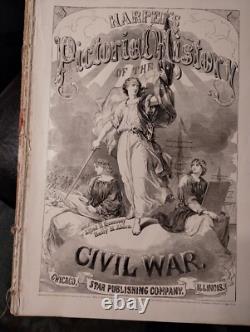 HARPER'S
Pictorial History
OF THE
CIVIL WAR.
CHICAGO,
STAR PUBLISHING COMPANY.
ILLINOIS.